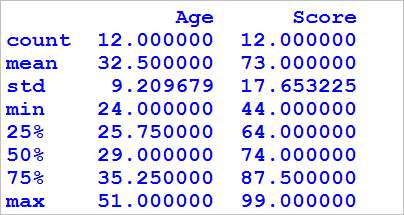 Age Score
count 12.000000 12.000000
mean 32.500000 73.000000
std 9.209679 17.653225
min 24.000000 44.000000
25% 25.750000 64.000000
50% 29.000000 74.000000
75% 35.250000 87.500000
max 51.000000 99.000000